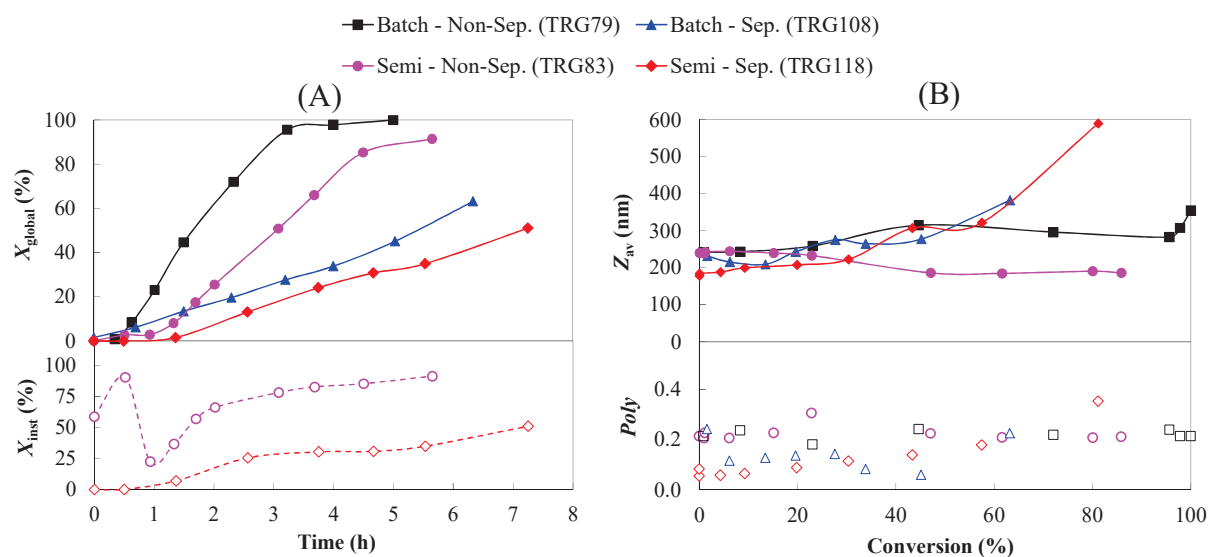 Batch - Non-Sep. (TRG79) Batch - Sep. (TRG108)
Semi - Non-Sep. (TRG83) Semi - Sep. (TRG118)
(A)
100
80
60
40
20
0
X_global (%)
100
75
50
25
0
X_inst (%)
0 1 2 3 4 5 6 7 8
Time (h)
(B)
600
500
400
300
200
100
0
Z_av (nm)
0.4
0.2
0.0
Poly
0 20 40 60 80 100
Conversion (%)